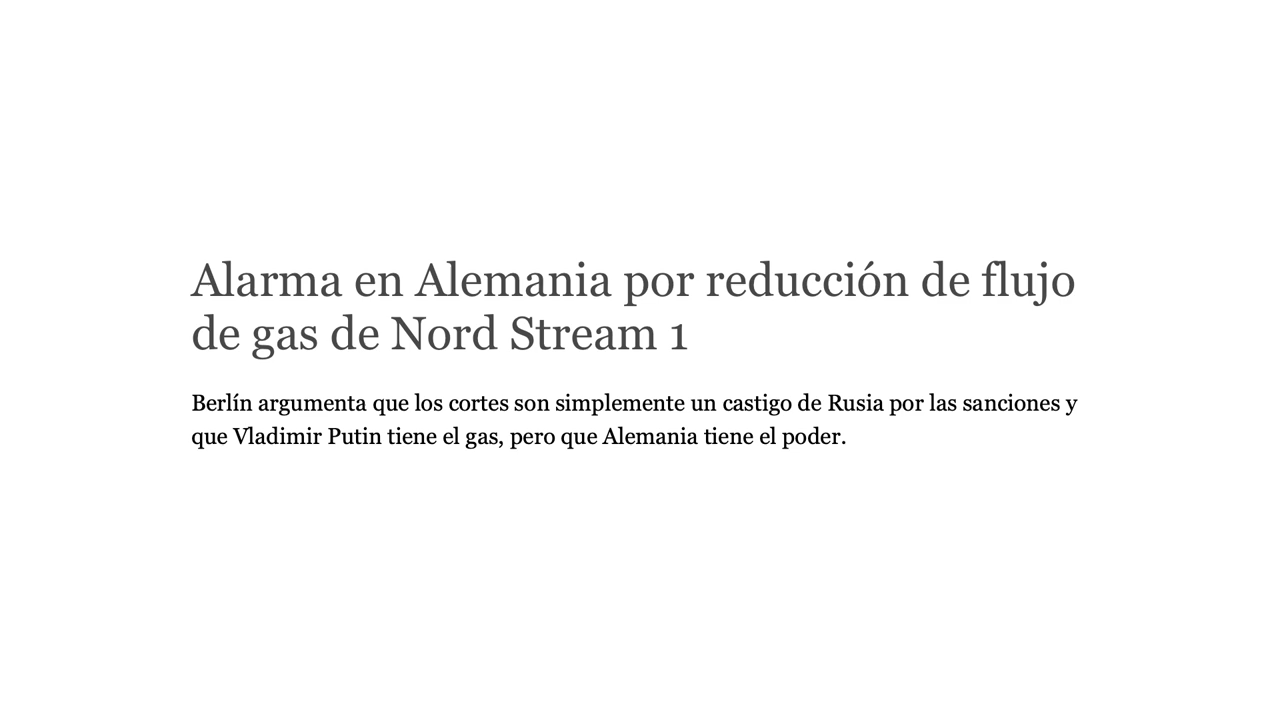 Alarma en Alemania por reducción de flujo
de gas de Nord Stream 1
Berlín argumenta que los cortes son simplemente un castigo de Rusia por las sanciones y
que Vladimir Putin tiene el gas, pero que Alemania tiene el poder.